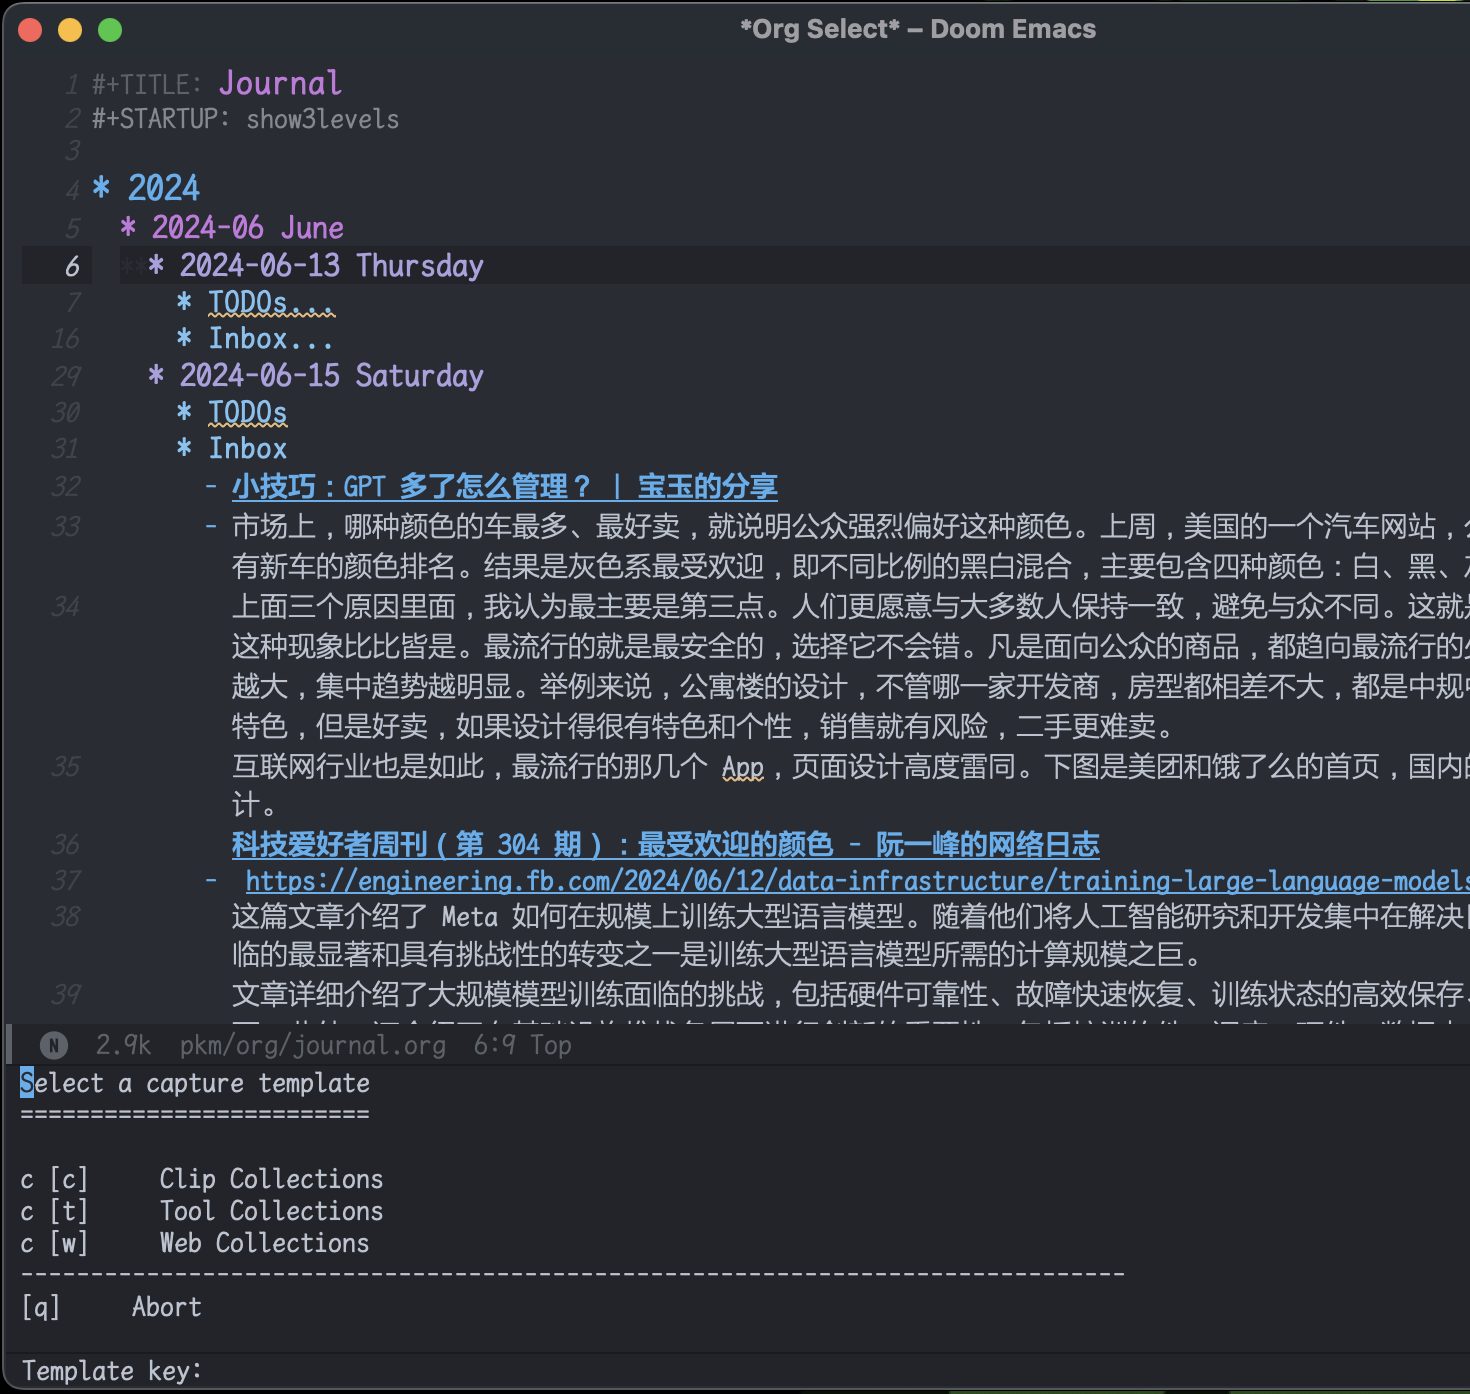 *Org Select* – Doom Emacs
1 #+TITLE: Journal
2 #+STARTUP: show3levels
3
4 * 2024
5 * 2024-06 June
6 *** 2024-06-13 Thursday
7 * TODOs...
16 * Inbox...
29 * 2024-06-15 Saturday
30 * TODOs
31 * Inbox
32 - 小技巧：GPT 多了怎么管理？ | 宝玉的分享
33 - 市场上，哪种颜色的车最多、最好卖，就说明公众强烈偏好这种颜色。上周，美国的一个汽车网站，
有新车的颜色排名。结果是灰色系最受欢迎，即不同比例的黑白混合，主要包含四种颜色：白、黑、
34 上面三个原因里面，我认为最主要是第三点。人们更愿意与大多数人保持一致，避免与众不同。这就
这种现象比比皆是。最流行的就是最安全的，选择它不会错。凡是面向公众的商品，都趋向最流行的
越大，集中趋势越明显。举例来说，公寓楼的设计，不管哪一家开发商，房型都相差不大，都是中规
特色，但是好卖，如果设计得很有特色和个性，销售就有风险，二手更难卖。
35 互联网行业也是如此，最流行的那几个 App，页面设计高度雷同。下图是美团和饿了么的首页，国内
计。
36 科技爱好者周刊（第 304 期）：最受欢迎的颜色 - 阮一峰的网络日志
37 - https://engineering.fb.com/2024/06/12/data-infrastructure/training-large-language-models
38 这篇文章介绍了 Meta 如何在规模上训练大型语言模型。随着他们将人工智能研究和开发集中在解决
临的最显著和具有挑战性的转变之一是训练大型语言模型所需的计算规模之巨。
39 文章详细介绍了大规模模型训练面临的挑战，包括硬件可靠性、故障快速恢复、训练状态的高效保存
N 2.9k pkm/org/journal.org 6:9 Top
Select a capture template
=========================
c [c] Clip Collections
c [t] Tool Collections
c [w] Web Collections
-------------------------------------------------------------------------------
[q] Abort
Template key: